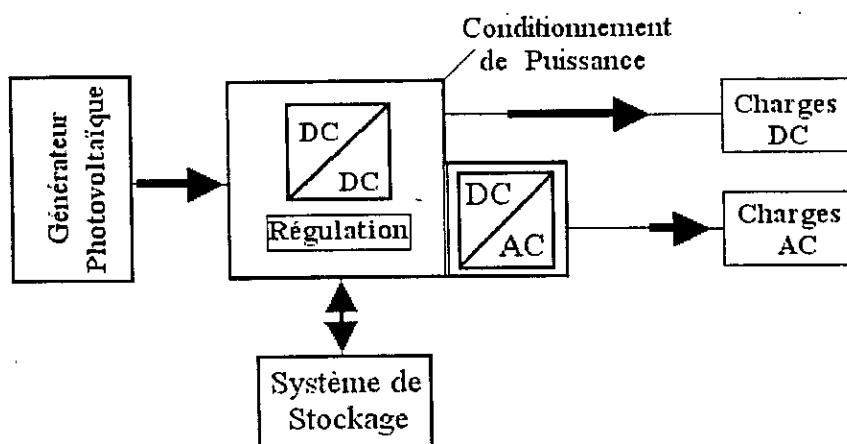 Conditionnement
de Puissance
Générateur
Photovoltaïque
DC
DC
Régulation
DC
AC
Charges
DC
Charges
AC
Système de
Stockage